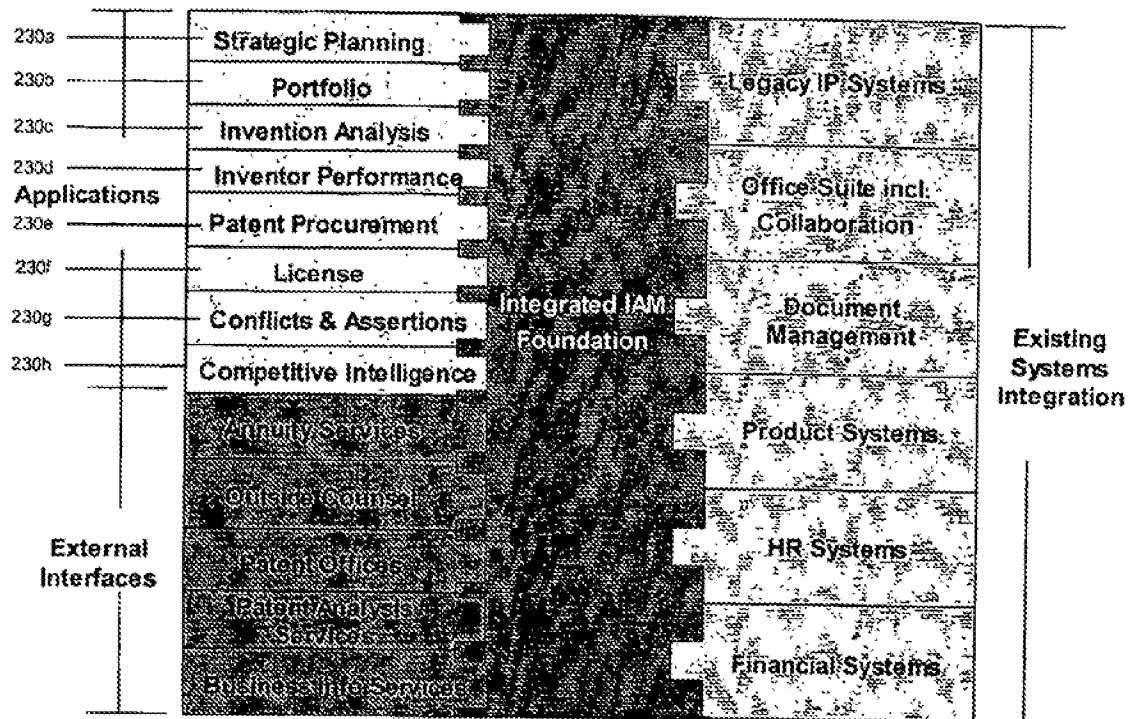 230a
Strategic Planning
230b
Portfolio
230c
Invention Analysis
230d
Inventor Performance
Applications
230e
Patent Procurement
230f
License
230g
Conflicts & Assertions
230h
Competitive Intelligence
Annuity Services
Outside Counsel
External
Interfaces
Patent Offices
Patent Analysis
Services
Business Inter Services
Integrated IAM
Foundation
Legacy IP Systems
Office Suite incl.
Collaboration
Document
Management
Product Systems
HR Systems
Financial Systems
Existing
Systems
Integration